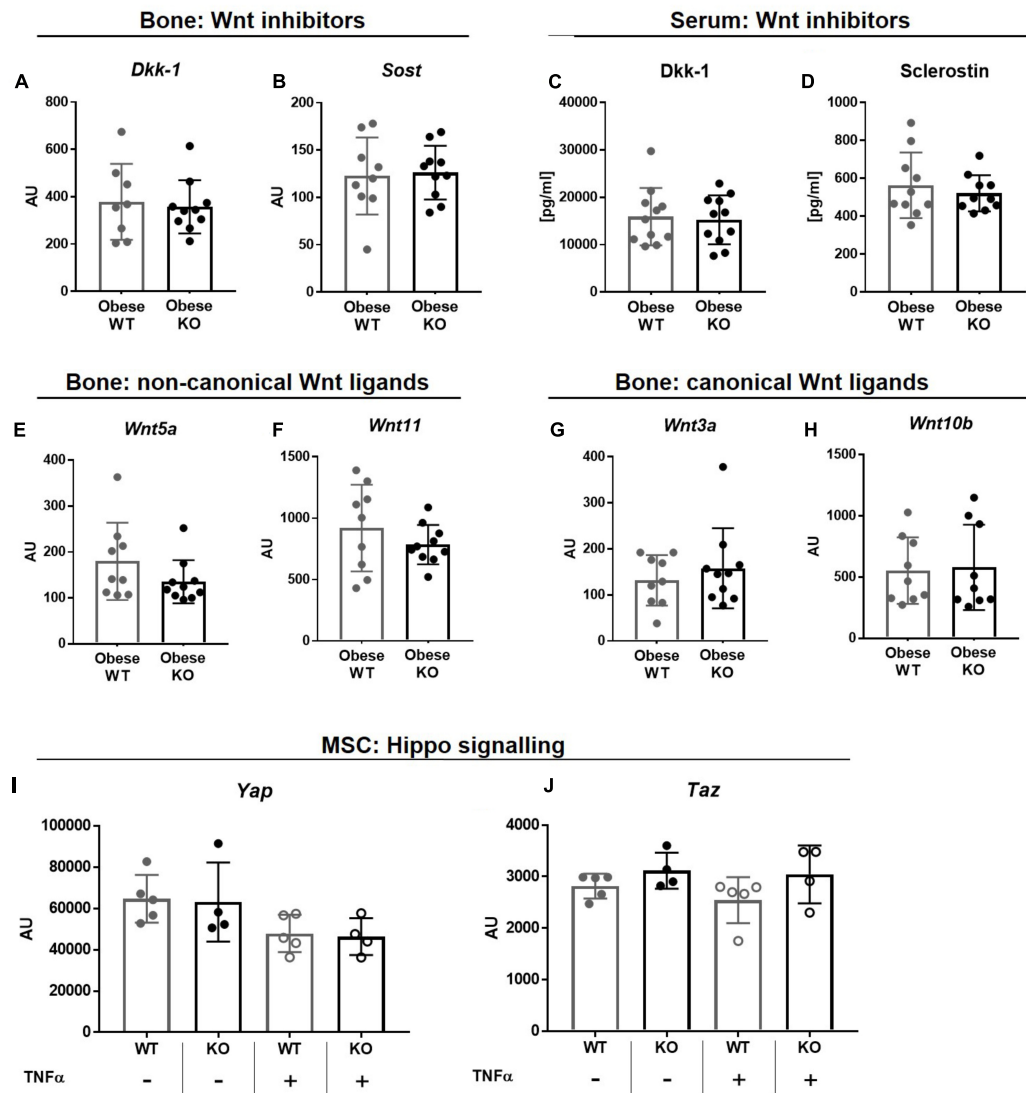 Bone: Wnt inhibitors
Serum: Wnt inhibitors
A
Dkk-1
B
Sost
C
Dkk-1
D
Sclerostin
800
600
400
200
0
AU
Obese WT
Obese KO
200
150
100
50
0
AU
Obese WT
Obese KO
40000
30000
20000
10000
0
[pg/ml]
Obese WT
Obese KO
1000
800
600
400
200
0
[pg/ml]
Obese WT
Obese KO
Bone: non-canonical Wnt ligands
Bone: canonical Wnt ligands
E
Wnt5a
F
Wnt11
G
Wnt3a
H
Wnt10b
400
300
200
100
0
AU
Obese WT
Obese KO
1500
1000
500
0
AU
Obese WT
Obese KO
400
300
200
100
0
AU
Obese WT
Obese KO
1500
1000
500
0
AU
Obese WT
Obese KO
MSC: Hippo signalling
I
Yap
J
Taz
100000
80000
60000
40000
20000
0
AU
WT
KO
WT
KO
TNFα
-
-
+
+
4000
3000
2000
1000
0
AU
WT
KO
WT
KO
TNFα
-
-
+
+